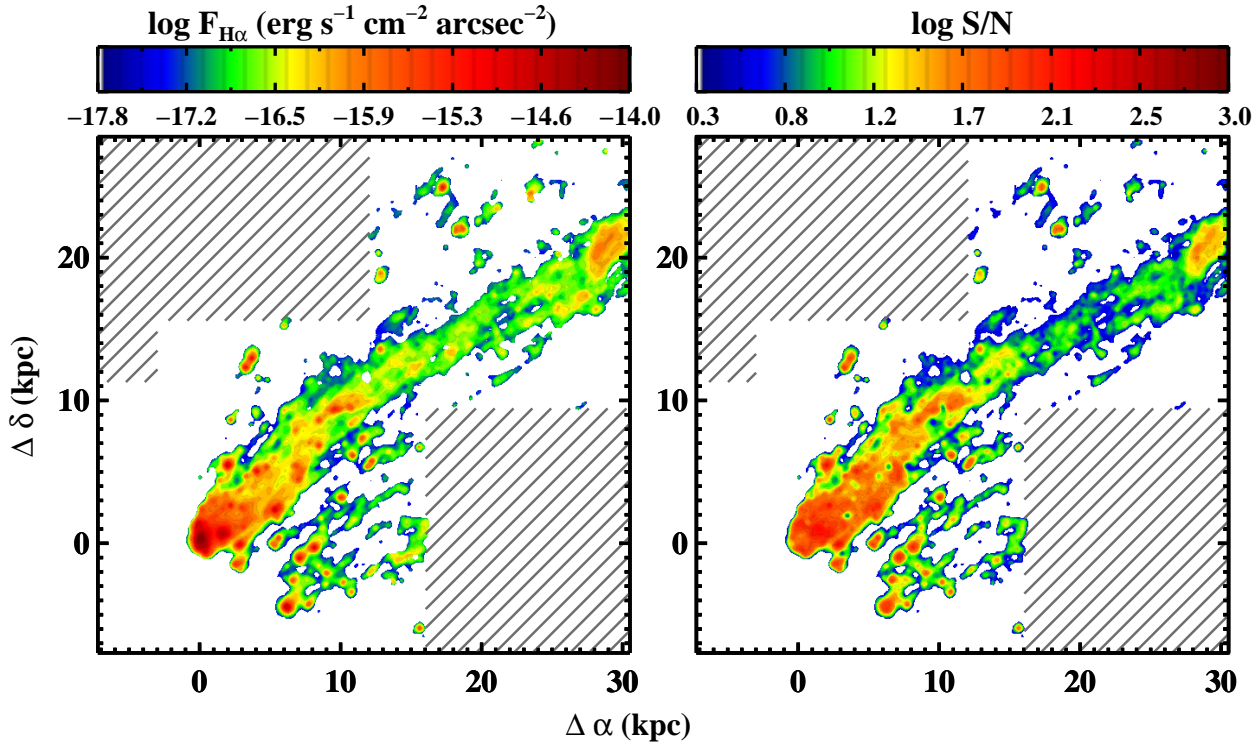 log F_Hα (erg s⁻¹ cm⁻² arcsec⁻²)
log S/N
−17.8 −17.2 −16.5 −15.9 −15.3 −14.6 −14.0
0.3 0.8 1.2 1.7 2.1 2.5 3.0
20
10
0
Δ δ (kpc)
0 10 20 30
0 10 20 30
Δ α (kpc)